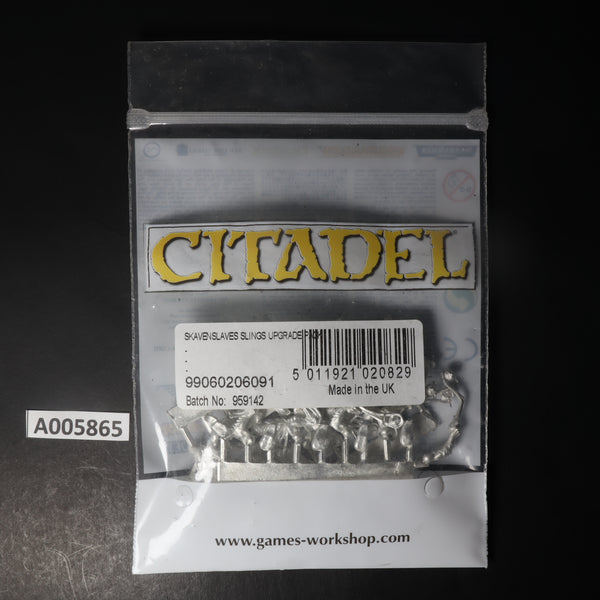 CITADEL
SKAVENSLAVES SLINGS UPGRADE PACK
99060206091
Batch No: 959142
5 011921 020829
Made in the UK
A005865
www.games-workshop.com